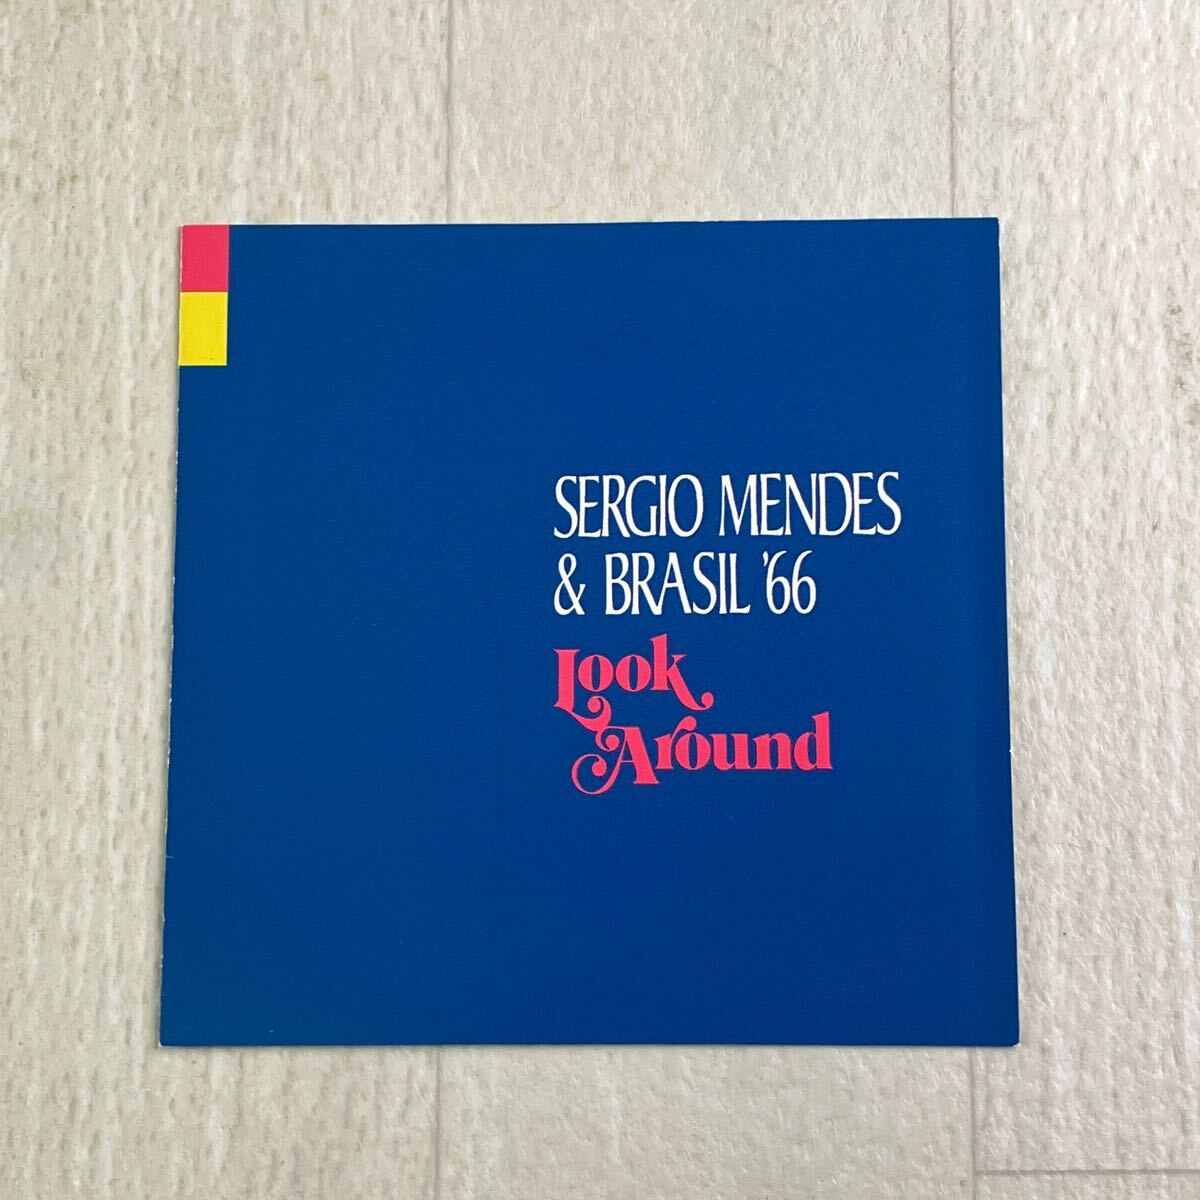 SERGIO MENDES
& BRASIL '66
Look
Around